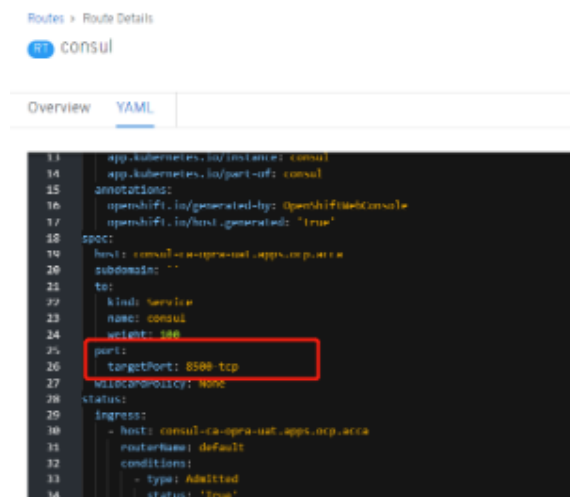 Routes > Route Details
RT consul
Overview YAML
13 app.kubernetes.io/instance: consul
14 app.kubernetes.io/part-of: consul
15 annotations:
16 openshift.io/generated-by: OpenShiftWebConsole
17 openshift.io/host.generated: 'true'
18 spec:
19 host: consul-ca-opra-uat.apps.ocp.acca
20 subdomain: ''
21 to:
22 kind: Service
23 name: consul
24 weight: 100
25 port:
26 targetPort: 8500-tcp
27 wildcardPolicy: None
28 status:
29 ingress:
30 - host: consul-ca-opra-uat.apps.ocp.acca
31 routerName: default
32 conditions:
33 - type: Admitted
34 status: 'True'